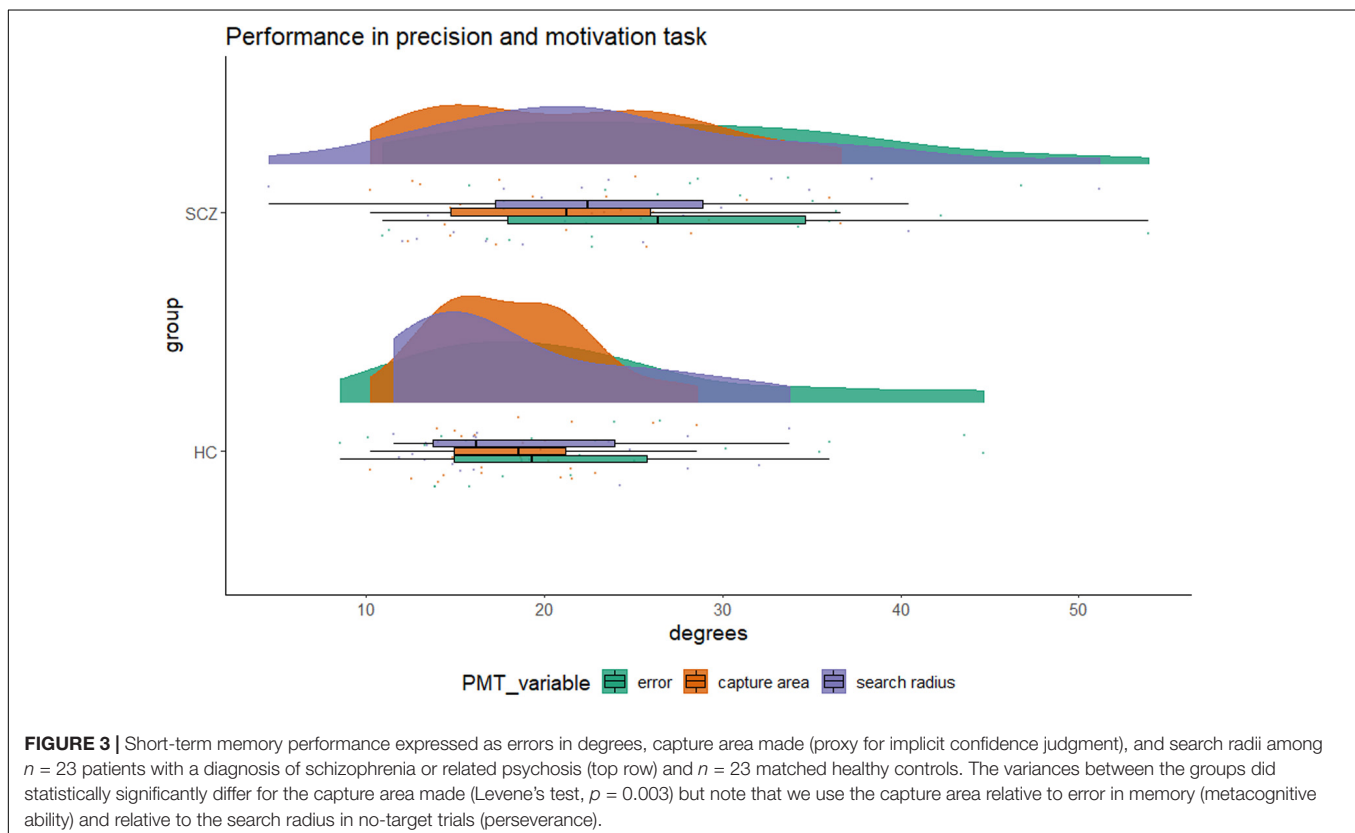 Performance in precision and motivation task
group
SCZ
HC
10 20 30 40 50
degrees
PMT_variable error capture area search radius
FIGURE 3 | Short-term memory performance expressed as errors in degrees, capture area made (proxy for implicit confidence judgment), and search radii among
n = 23 patients with a diagnosis of schizophrenia or related psychosis (top row) and n = 23 matched healthy controls. The variances between the groups did
statistically significantly differ for the capture area made (Levene's test, p = 0.003) but note that we use the capture area relative to error in memory (metacognitive
ability) and relative to the search radius in no-target trials (perseverance).